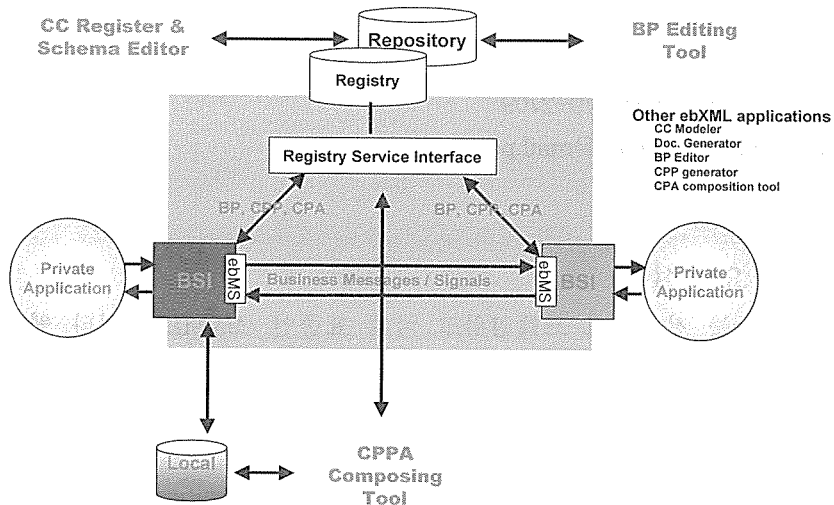 CC Register &
Schema Editor
Repository
BP Editing
Tool
Registry
Other ebXML applications
CC Modeler
Doc. Generator
BP Editor
CPP generator
CPA composition tool
Registry Service Interface
BP, CPP, CPA
BP, CPP, CPA
Private
Application
BSI
ebMS
Business Messages / Signals
ebMS
BSI
Private
Application
Local
CPPA
Composing
Tool